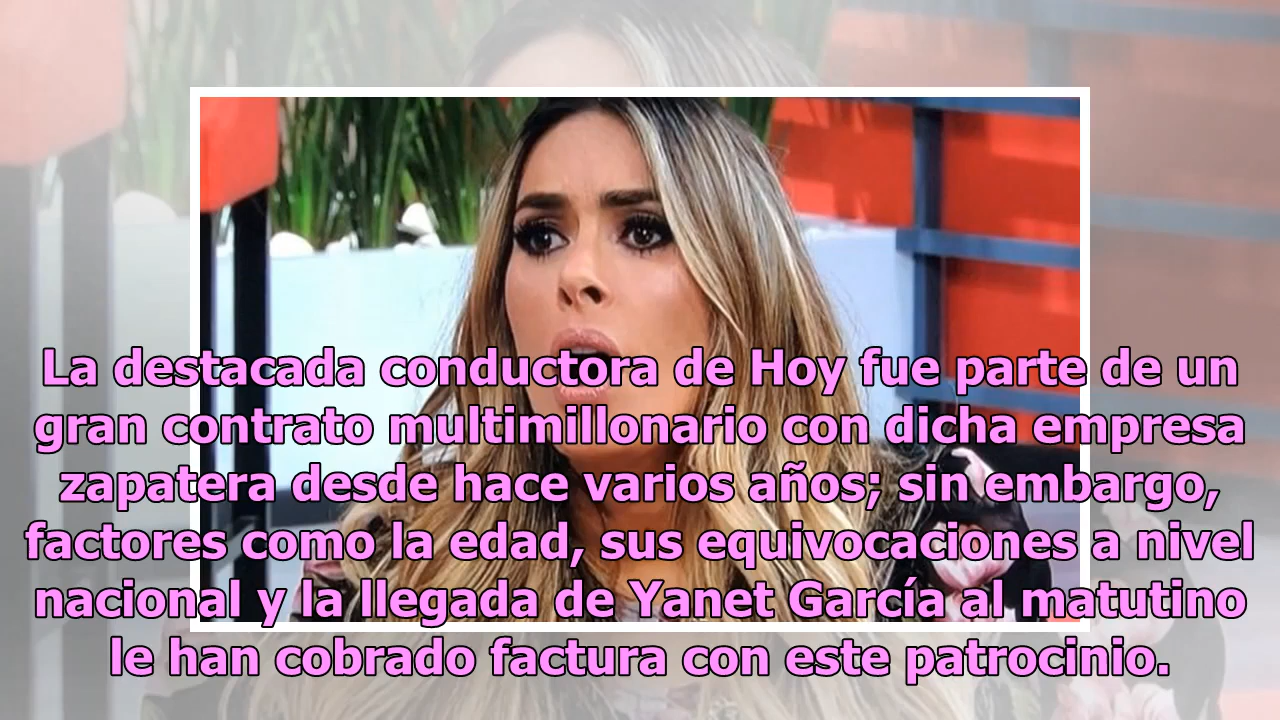 La destacada conductora de Hoy fue parte de un
gran contrato multimillonario con dicha empresa
zapatera desde hace varios años; sin embargo,
factores como la edad, sus equivocaciones a nivel
nacional y la llegada de Yanet García al matutino
le han cobrado factura con este patrocinio.